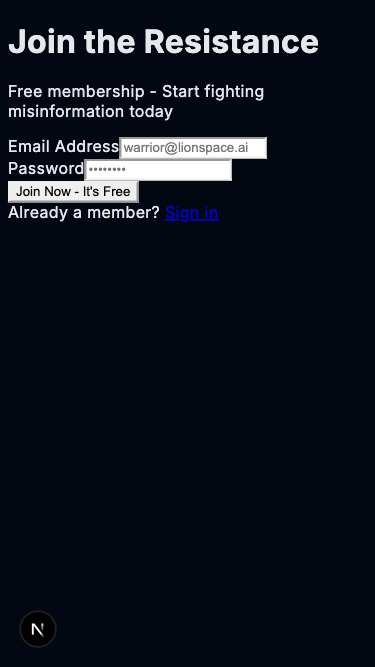 Join the Resistance
Free membership - Start fighting
misinformation today
Email Address warrior@lionspace.ai
Password ••••••••
Join Now - It's Free
Already a member? Sign in
N